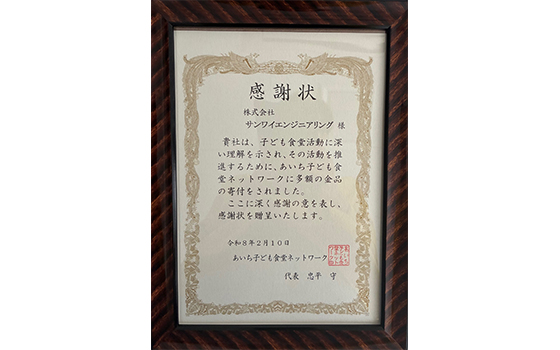 感謝状
株式会社
サンワイエンジニアリング 様
貴社は、子ども食堂活動に深
い理解を示され、その活動を推
進するために、あいち子ども食
堂ネットワークに多額の金品
の寄付をされました。
ここに深く感謝の意を表し、
感謝状を贈呈いたします。
令和8年2月10日
あいち子ども食堂ネットワーク
代表 忠平 守